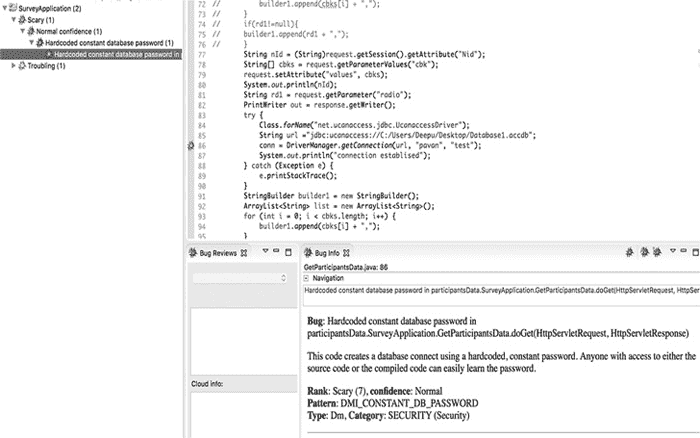 SurveyApplication (2)
Scary (1)
Normal confidence (1)
Hardcoded constant database password (1)
Hardcoded constant database password in
Troubling (1)
72 // builder1.append(cbks[i] + ",");
73 // }
74 // if(rd1!=null){
75 // builder1.append(rd1 + ",");
76 // }
77 String nId = (String)request.getSession().getAttribute("Nid");
78 String[] cbks = request.getParameterValues("cbk");
79 request.setAttribute("values", cbks);
80 System.out.println(nId);
81 String rd1 = request.getParameter("radio");
82 PrintWriter out = response.getWriter();
83 try {
84 Class.forName("net.ucanaccess.jdbc.UcanaccessDriver");
85 String url ="jdbc:ucanaccess://C:/Users/Deepu/Desktop/Database1.accdb";
86 conn = DriverManager.getConnection(url, "pavan", "test");
87 System.out.println("connection establised");
88 } catch (Exception e) {
89 e.printStackTrace();
90 }
91 StringBuilder builder1 = new StringBuilder();
92 ArrayList<String> list = new ArrayList<String>();
93 for (int i = 0; i < cbks.length; i++) {
94 builder1.append(cbks[i] + ",");
95 }
Bug Reviews
Cloud info:
Bug Info
GetParticipantsData.java: 86
Navigation
Hardcoded constant database password in participantsData.SurveyApplication.GetParticipantsData.doGet(HttpServletRequest, HttpServ
Bug: Hardcoded constant database password in
participantsData.SurveyApplication.GetParticipantsData.doGet(HttpServletRequest, HttpServletResponse)
This code creates a database connect using a hardcoded, constant password. Anyone with access to either the
source code or the compiled code can easily learn the password.
Rank: Scary (7), confidence: Normal
Pattern: DMI_CONSTANT_DB_PASSWORD
Type: Dm, Category: SECURITY (Security)